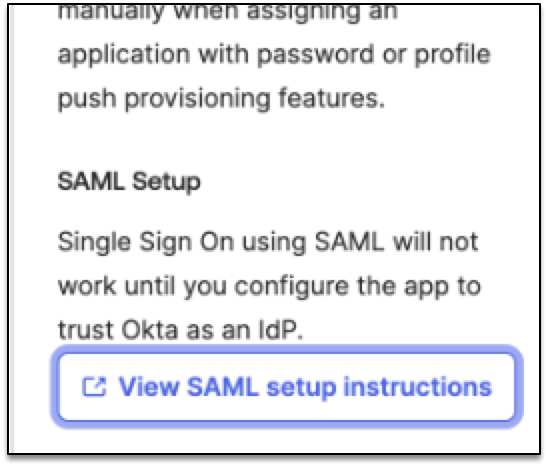 manually when assigning an
application with password or profile
push provisioning features.
SAML Setup
Single Sign On using SAML will not
work until you configure the app to
trust Okta as an IdP.
View SAML setup instructions